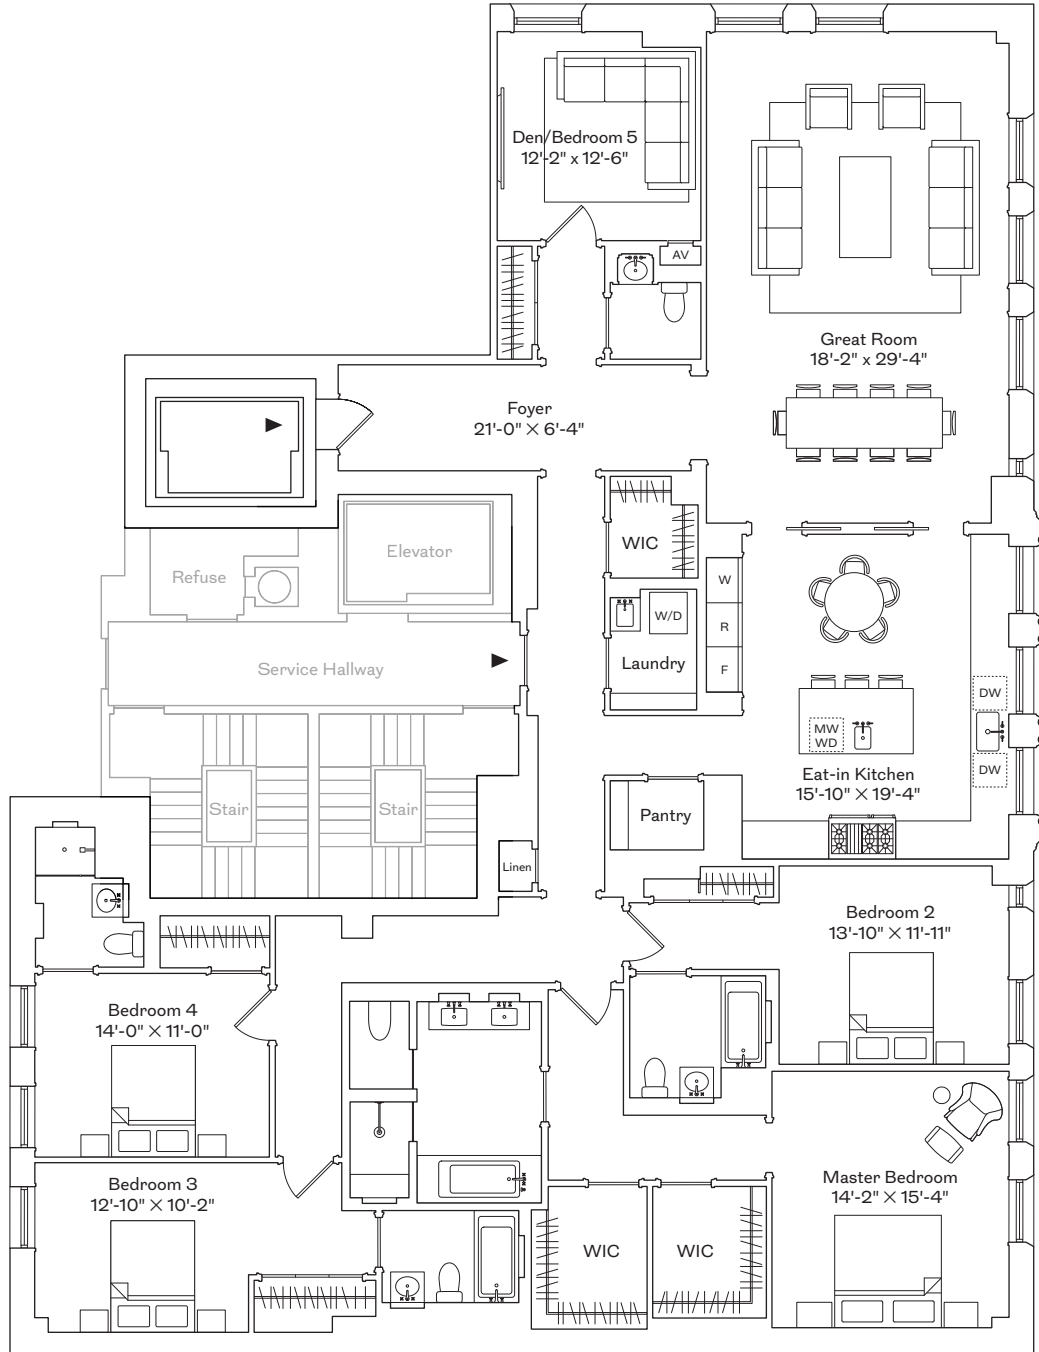 Den/Bedroom 5
12'-2" x 12'-6"
AV
Great Room
18'-2" x 29'-4"
Foyer
21'-0" × 6'-4"
WIC
Elevator
Refuse
W
W/D
R
Laundry
F
Service Hallway
DW
MW
WD
DW
Eat-in Kitchen
15'-10" × 19'-4"
Stair
Stair
Pantry
Linen
Bedroom 2
13'-10" × 11'-11"
Bedroom 4
14'-0" × 11'-0"
Master Bedroom
14'-2" × 15'-4"
Bedroom 3
12'-10" × 10'-2"
WIC
WIC